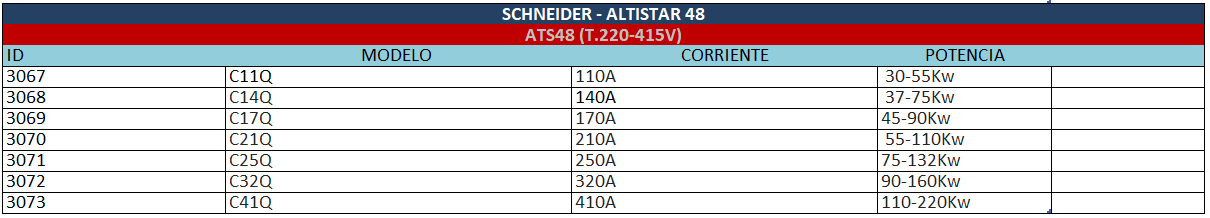 SCHNEIDER - ALTISTAR 48
ATS48 (T.220-415V)
ID MODELO CORRIENTE POTENCIA
3067 C11Q 110A 30-55Kw
3068 C14Q 140A 37-75Kw
3069 C17Q 170A 45-90Kw
3070 C21Q 210A 55-110Kw
3071 C25Q 250A 75-132Kw
3072 C32Q 320A 90-160Kw
3073 C41Q 410A 110-220Kw